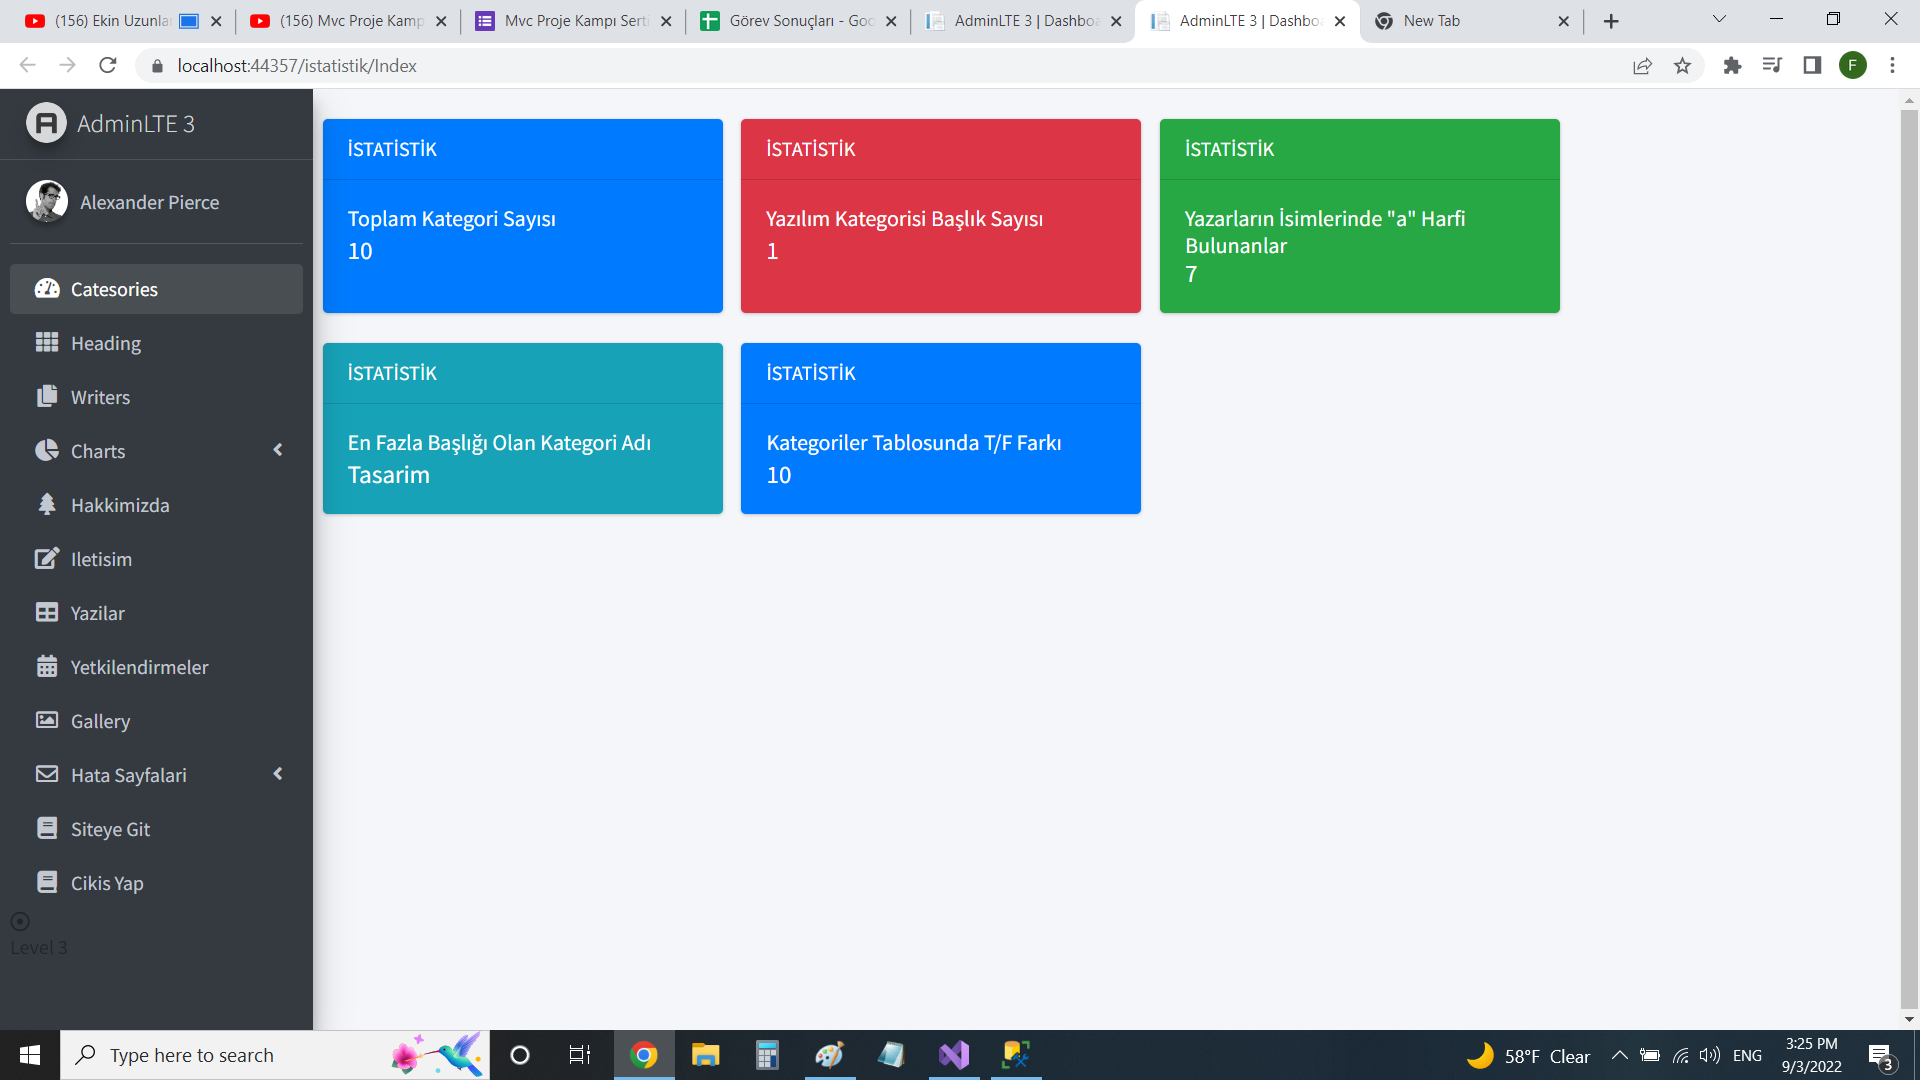 (156) Ekin Uzunla
(156) Mvc Proje Kamp
Mvc Proje Kampı Serti
Görev Sonuçları - Goo
AdminLTE 3 | Dashboa
AdminLTE 3 | Dashboa
New Tab
localhost:44357/istatistik/Index
F
AdminLTE 3
Alexander Pierce
Catesories
Heading
Writers
Charts
Hakkimizda
Iletisim
Yazilar
Yetkilendirmeler
Gallery
Hata Sayfalari
Siteye Git
Cikis Yap
Level 3
İSTATİSTİK
Toplam Kategori Sayısı
10
İSTATİSTİK
Yazılım Kategorisi Başlık Sayısı
1
İSTATİSTİK
Yazarların İsimlerinde "a" Harfi
Bulunanlar
7
İSTATİSTİK
En Fazla Başlığı Olan Kategori Adı
Tasarim
İSTATİSTİK
Kategoriler Tablosunda T/F Farkı
10
Type here to search
58°F Clear
ENG
3:25 PM
9/3/2022
3